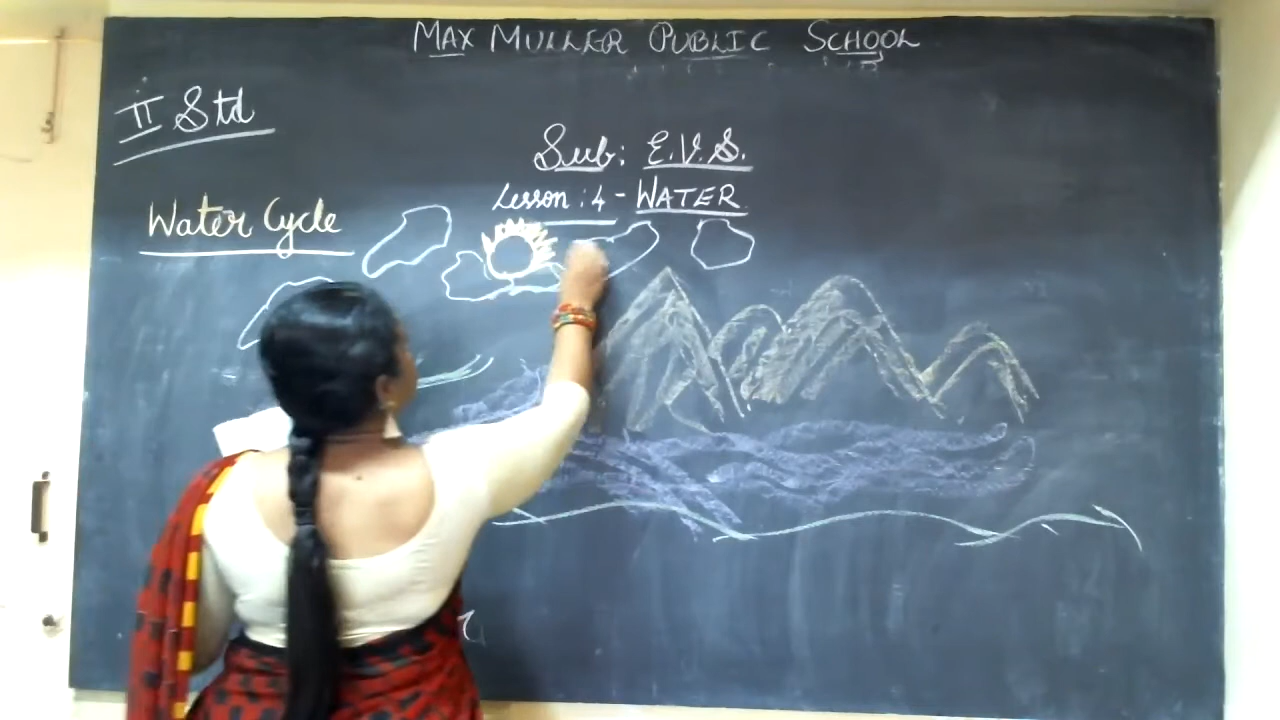 MAX MULLER PUBLIC SCHOOL
II Std
Sub: E.V.S.
Lesson: 4 - WATER
Water Cycle